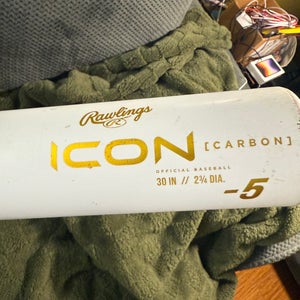 Rawlings
R
ICON [CARBON]
OFFICIAL BASEBALL
30 IN // 2¾ DIA.
-5